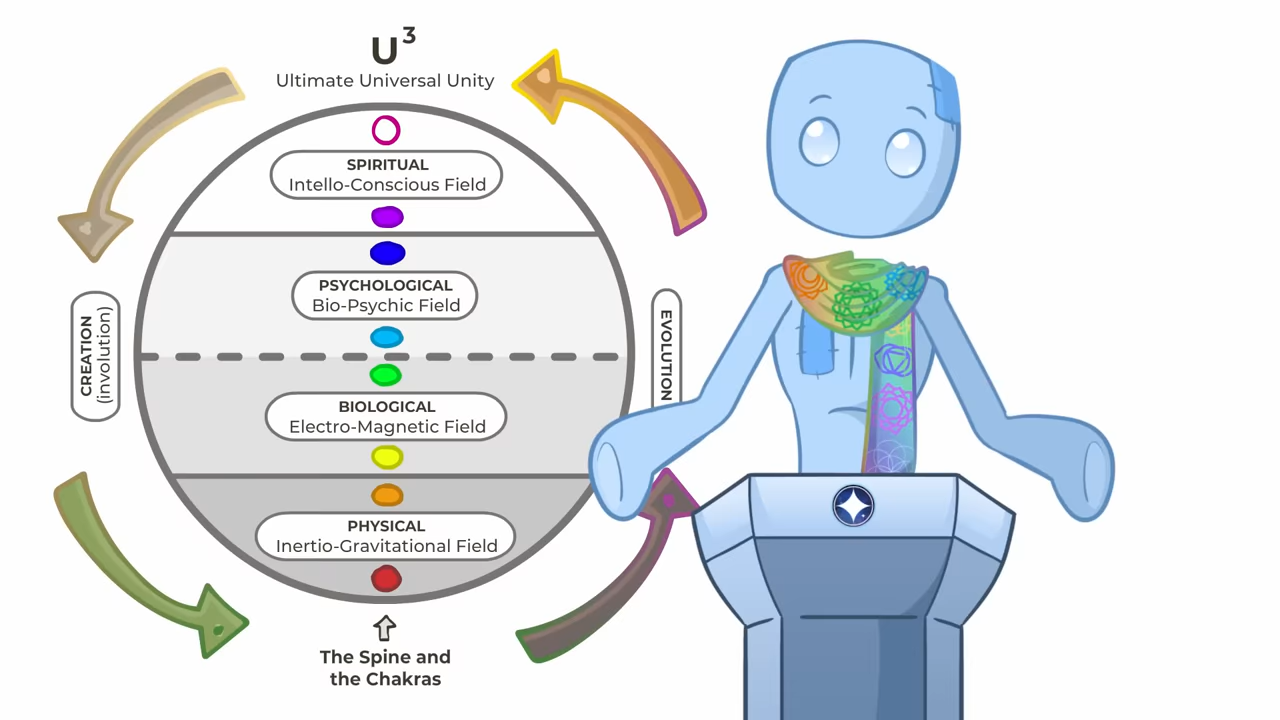 U³
Ultimate Universal Unity
SPIRITUAL
Intello-Conscious Field
PSYCHOLOGICAL
Bio-Psychic Field
CREATION
(involution)
EVOLUTION
BIOLOGICAL
Electro-Magnetic Field
PHYSICAL
Inertio-Gravitational Field
The Spine and
the Chakras